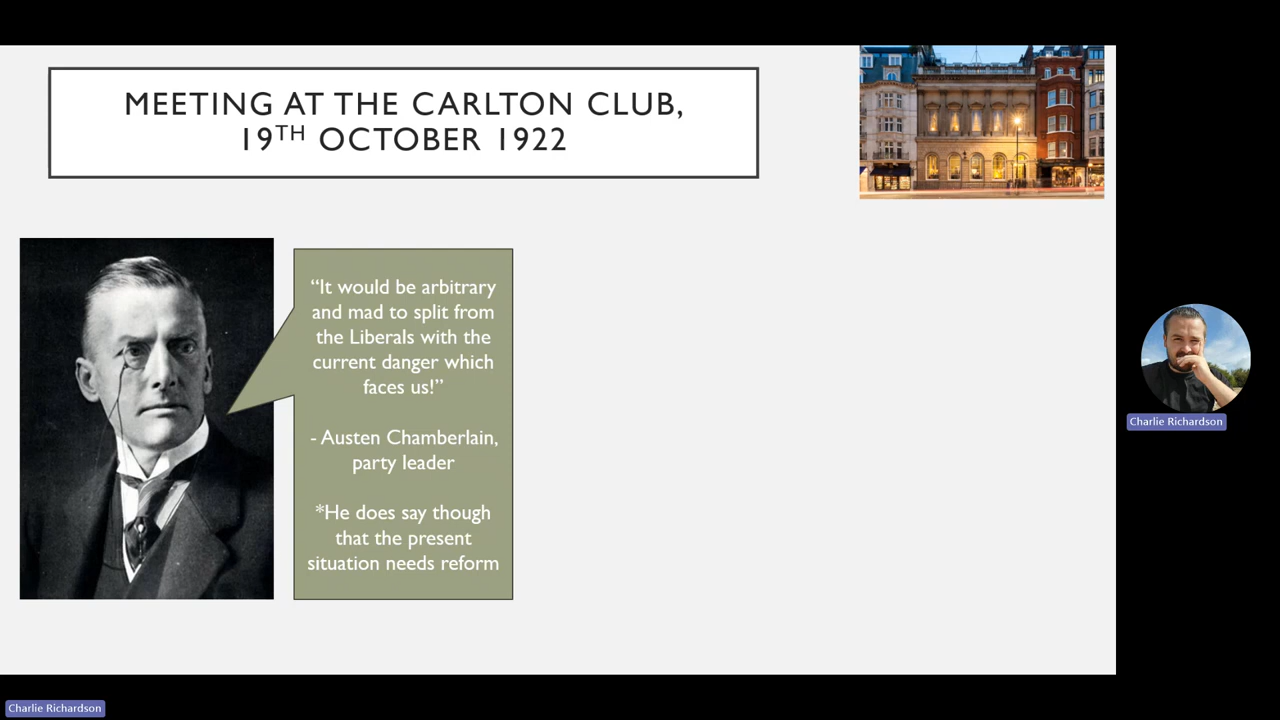 MEETING AT THE CARLTON CLUB,
19TH OCTOBER 1922
“It would be arbitrary
and mad to split from
the Liberals with the
current danger which
faces us!”
- Austen Chamberlain,
party leader
*He does say though
that the present
situation needs reform
Charlie Richardson
Charlie Richardson